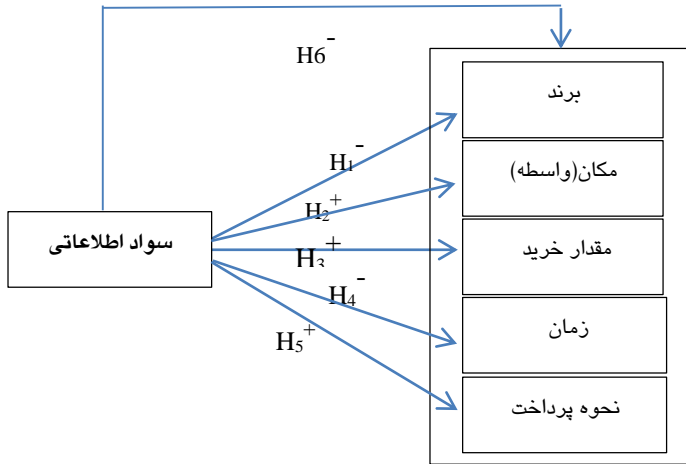 H6-
برند
H1-
مکان(واسطه)
H2+
سواد اطلاعاتی
H3+
مقدار خرید
H4-
زمان
H5+
نحوه پرداخت